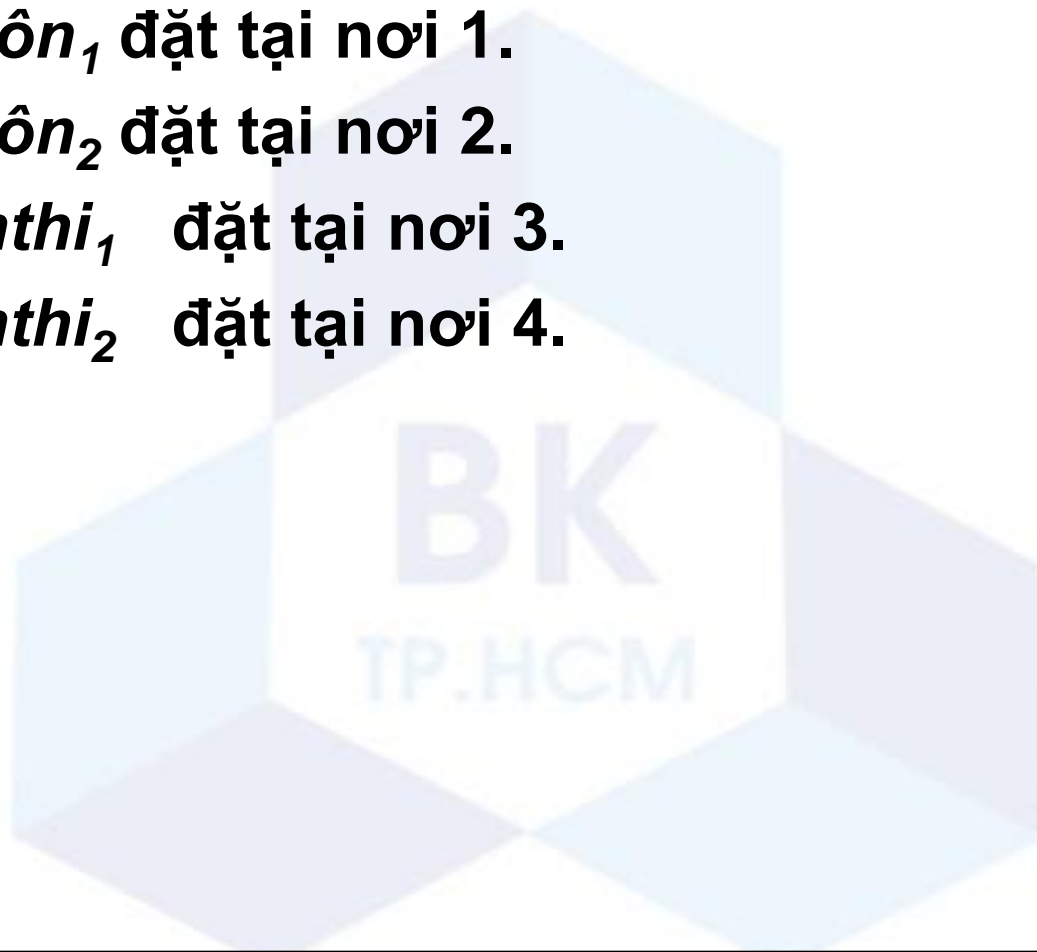 ôn₁ đặt tại nơi 1.
ôn₂ đặt tại nơi 2.
thi₁ đặt tại nơi 3.
thi₂ đặt tại nơi 4.
BK
TP.HCM